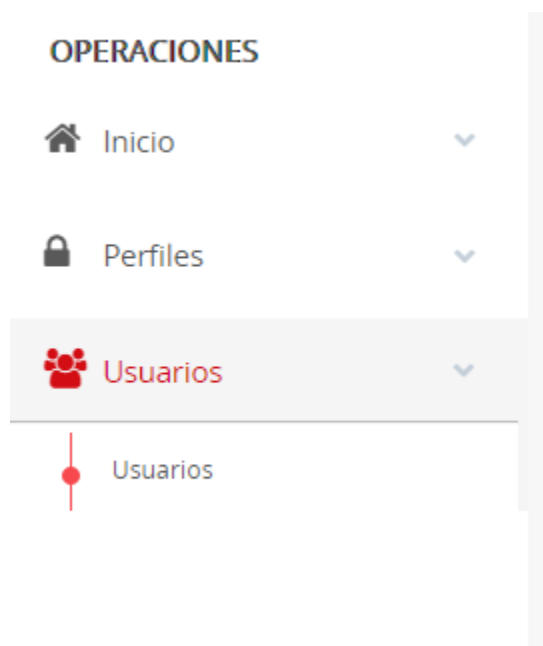 OPERACIONES
Inicio
Perfiles
Usuarios
Usuarios